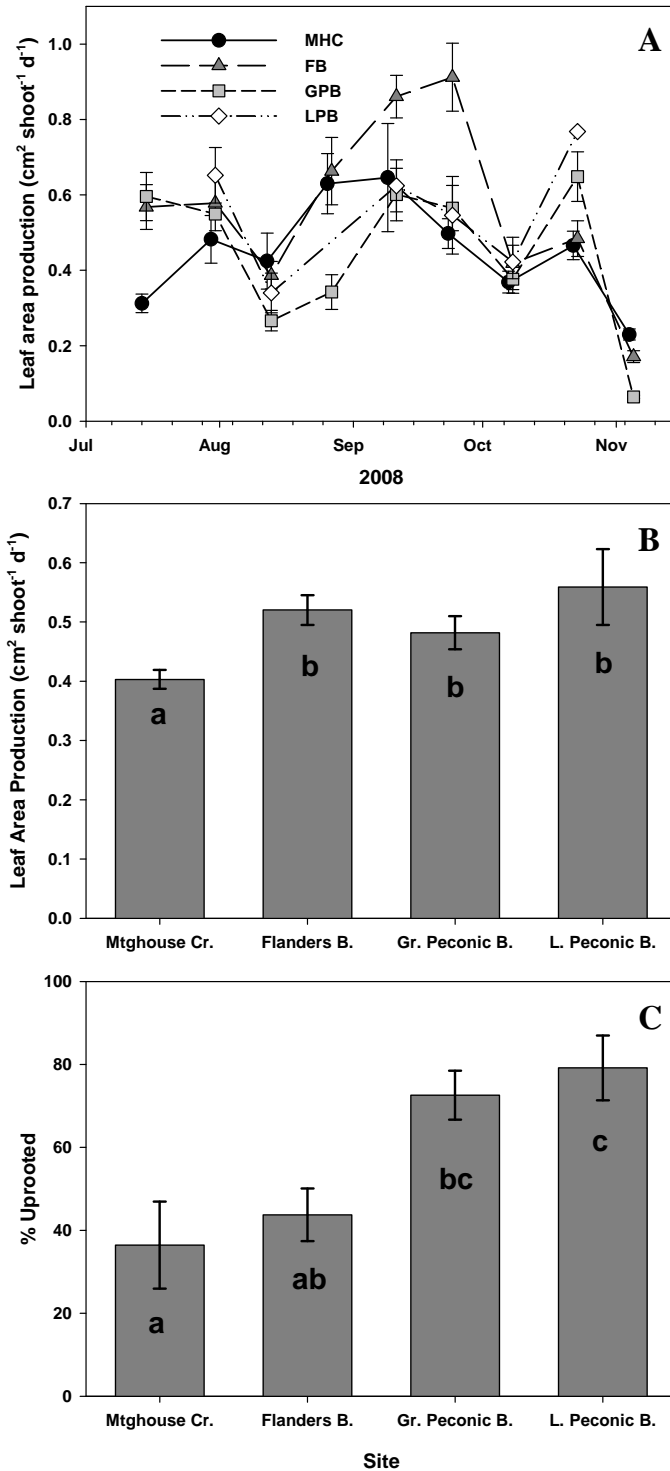 A
MHC
FB
GPB
LPB
Leaf area production (cm² shoot⁻¹ d⁻¹)
1.0
0.8
0.6
0.4
0.2
0.0
Jul Aug Sep Oct Nov
2008
B
Leaf Area Production (cm² shoot⁻¹ d⁻¹)
0.7
0.6
0.5
0.4
0.3
0.2
0.1
0.0
a b b b
Mtghouse Cr. Flanders B. Gr. Peconic B. L. Peconic B.
C
% Uprooted
100
80
60
40
20
0
a ab bc c
Mtghouse Cr. Flanders B. Gr. Peconic B. L. Peconic B.
Site